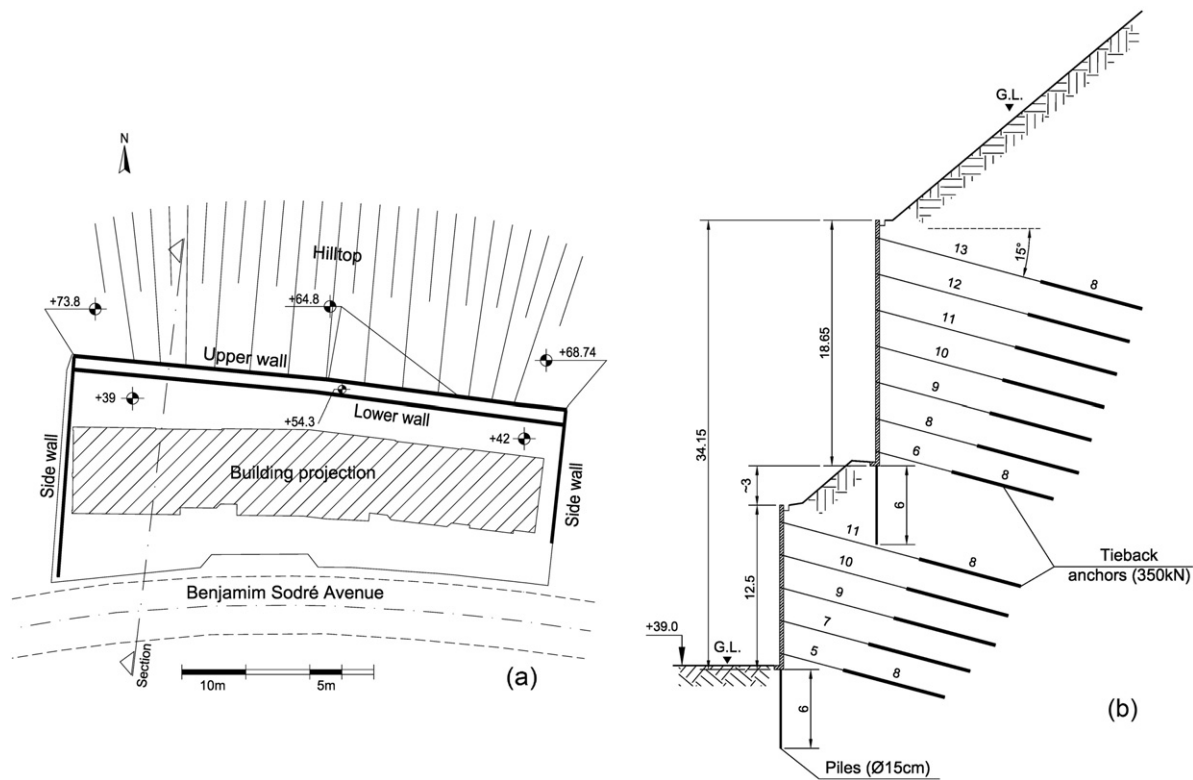 N
Hilltop
+73.8
+64.8
+68.74
Upper wall
+39
Lower wall
+54.3
+42
Side wall
Building projection
Side wall
Benjamim Sodré Avenue
Section
10m
5m
(a)
G.L.
15°
13
8
12
11
10
9
8
6
8
18.65
34.15
~3
6
11
8
10
9
7
5
8
12.5
+39.0
G.L.
6
Tieback
anchors (350kN)
Piles (Ø15cm)
(b)